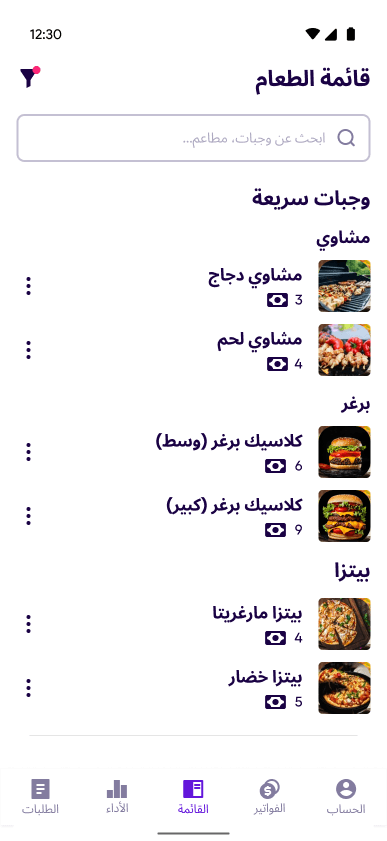 12:30
قائمة الطعام
ابحث عن وجبات، مطاعم...
وجبات سريعة
مشاوي
مشاوي دجاج
3
مشاوي لحم
4
برغر
كلاسيك برغر (وسط)
6
كلاسيك برغر (كبير)
9
بيتزا
بيتزا مارغريتا
4
بيتزا خضار
5
الحساب
الفواتير
القائمة
الأداء
الطلبات